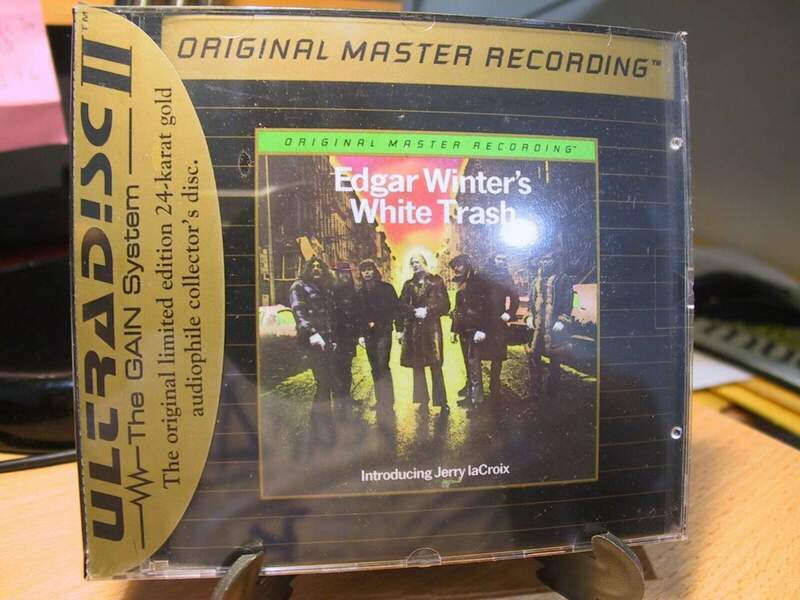 ORIGINAL MASTER RECORDING™
ULTRADISC II™
The GAIN System
The original limited edition 24-karat gold
audiophile collector's disc.
ORIGINAL MASTER RECORDING™
Edgar Winter's
White Trash
Introducing Jerry laCroix